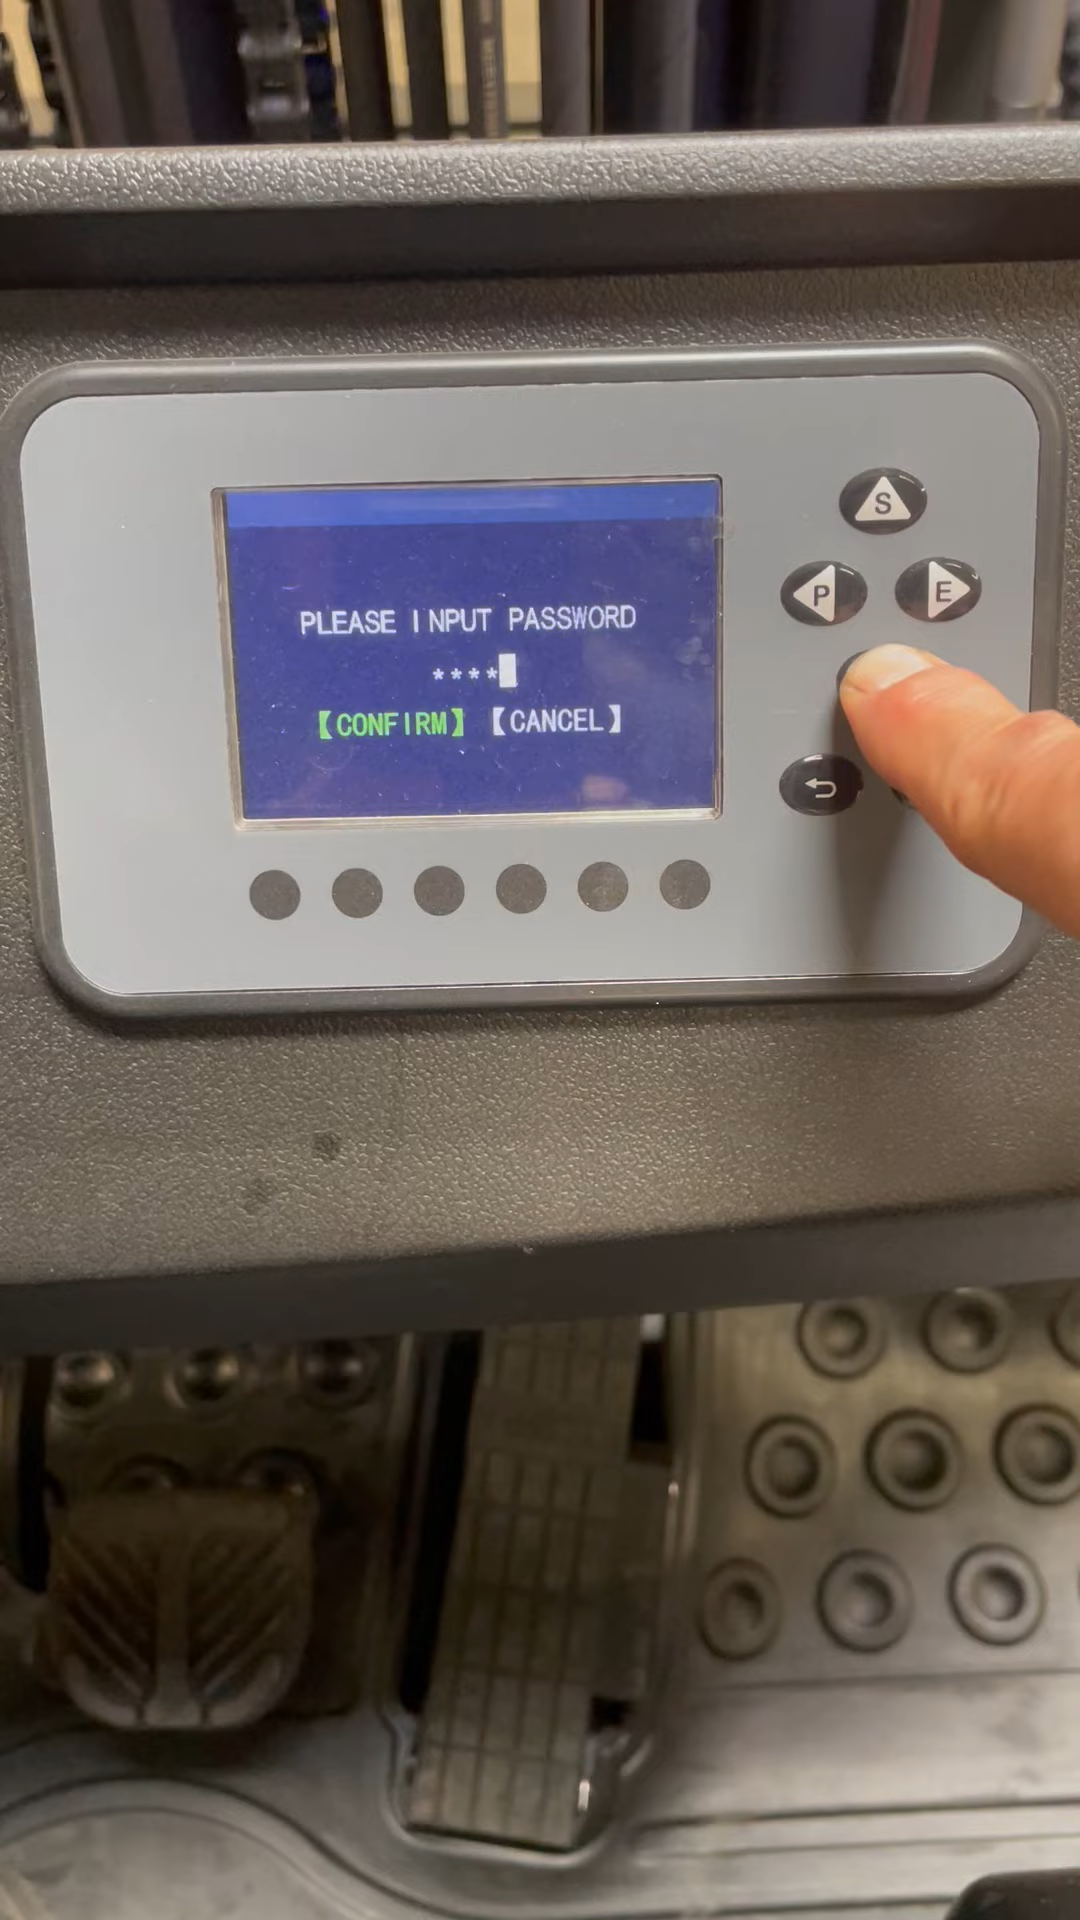 PLEASE INPUT PASSWORD
****
【CONFIRM】 【CANCEL】
S
P
E